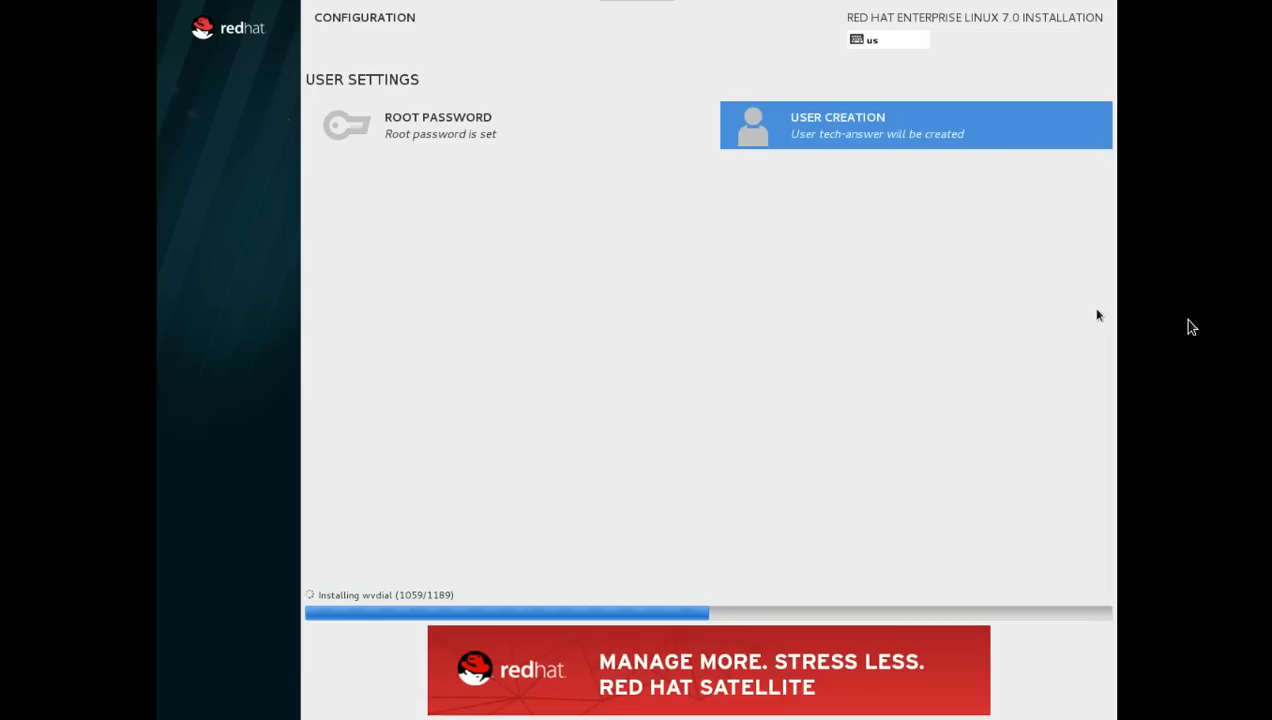 redhat.
CONFIGURATION
RED HAT ENTERPRISE LINUX 7.0 INSTALLATION
us
USER SETTINGS
ROOT PASSWORD
Root password is set
USER CREATION
User tech-answer will be created
Installing wvdial (1059/1189)
redhat.
MANAGE MORE. STRESS LESS.
RED HAT SATELLITE